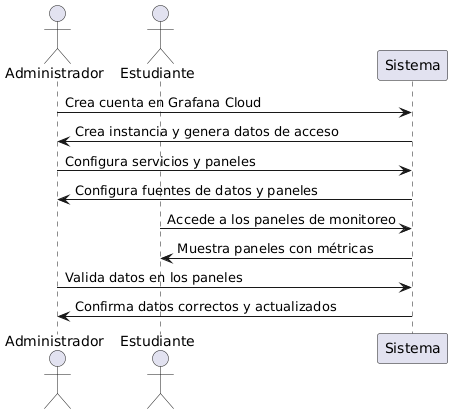 Administrador
Estudiante
Sistema
Crea cuenta en Grafana Cloud
Crea instancia y genera datos de acceso
Configura servicios y paneles
Configura fuentes de datos y paneles
Accede a los paneles de monitoreo
Muestra paneles con métricas
Valida datos en los paneles
Confirma datos correctos y actualizados
Administrador
Estudiante
Sistema